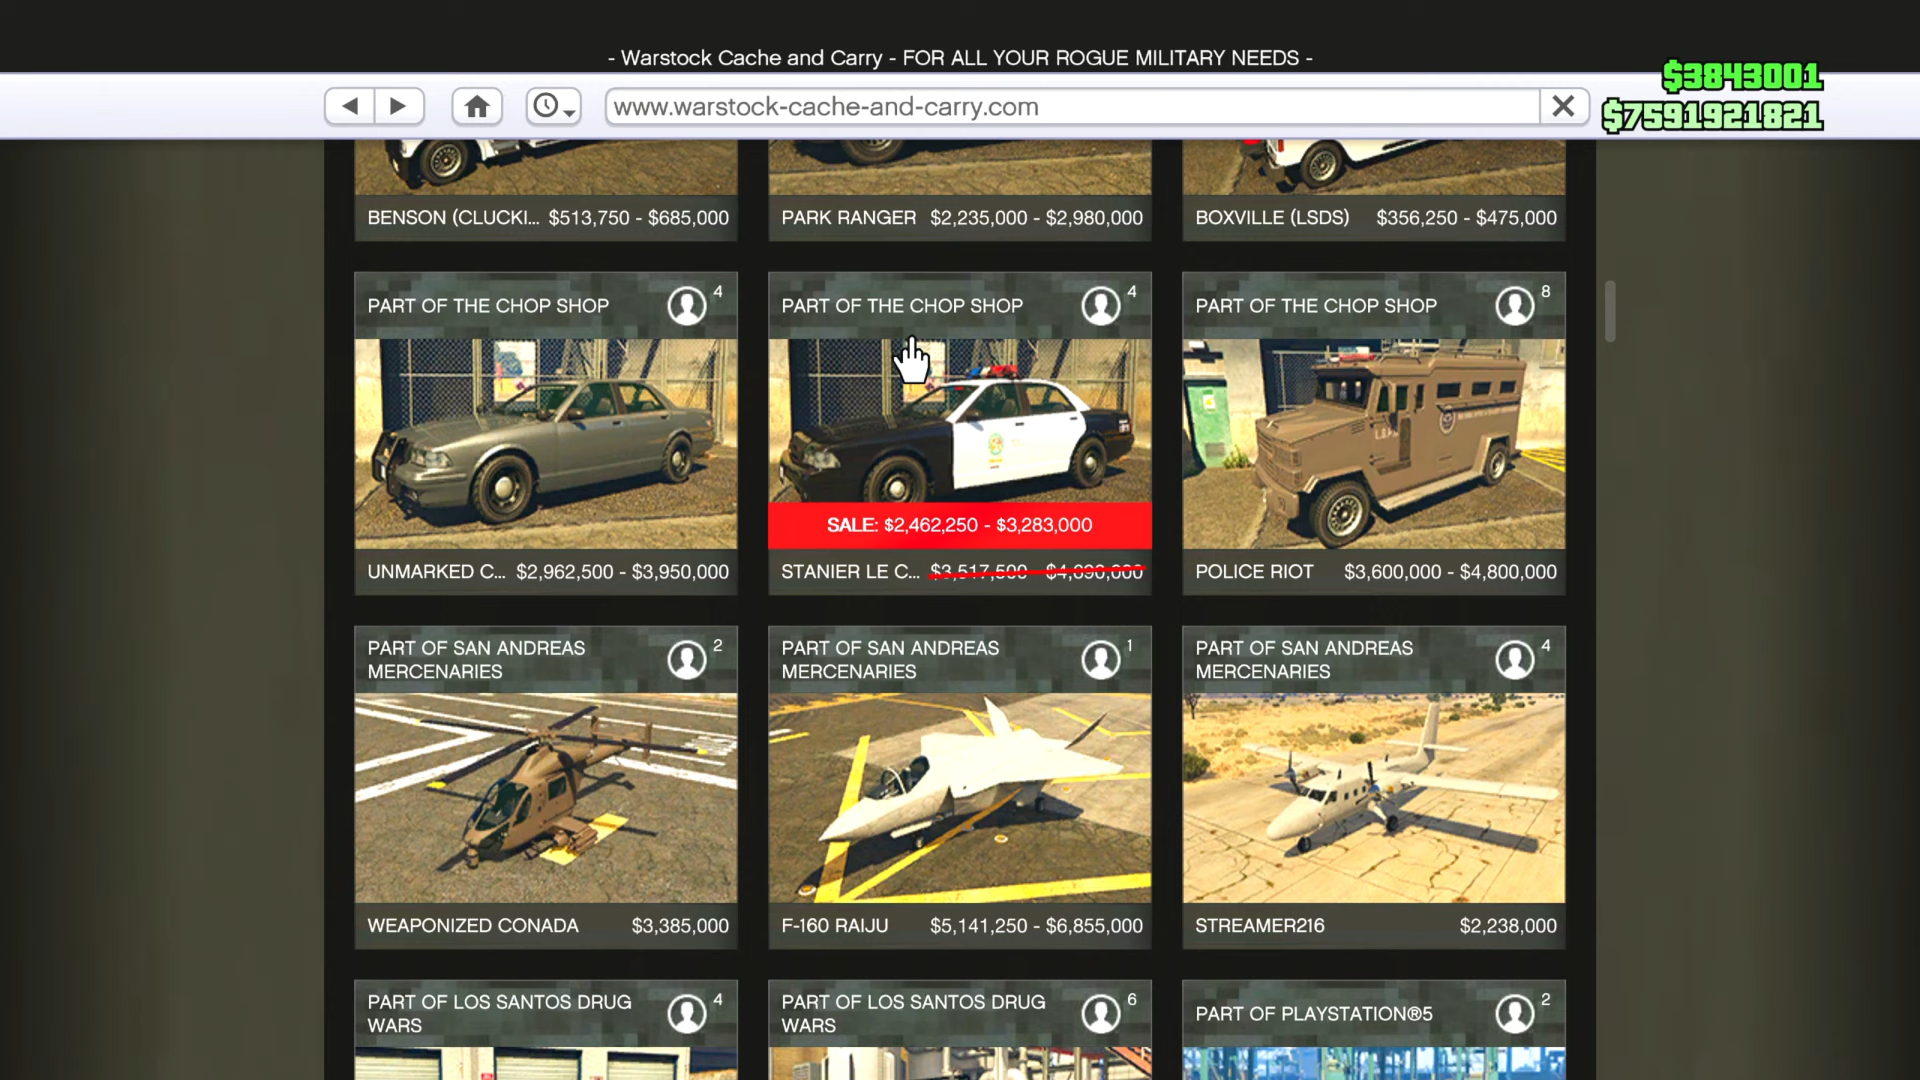 - Warstock Cache and Carry - FOR ALL YOUR ROGUE MILITARY NEEDS -
$3843001
www.warstock-cache-and-carry.com
$7591921821
BENSON (CLUCKI... $513,750 - $685,000
PARK RANGER $2,235,000 - $2,980,000
BOXVILLE (LSDS) $356,250 - $475,000
PART OF THE CHOP SHOP 4
PART OF THE CHOP SHOP 4
PART OF THE CHOP SHOP 8
SALE: $2,462,250 - $3,283,000
UNMARKED C... $2,962,500 - $3,950,000
STANIER LE C... $3,517,500 - $4,690,000
POLICE RIOT $3,600,000 - $4,800,000
PART OF SAN ANDREAS
MERCENARIES 2
PART OF SAN ANDREAS
MERCENARIES 1
PART OF SAN ANDREAS
MERCENARIES 4
WEAPONIZED CONADA $3,385,000
F-160 RAIJU $5,141,250 - $6,855,000
STREAMER216 $2,238,000
PART OF LOS SANTOS DRUG
WARS 4
PART OF LOS SANTOS DRUG
WARS 6
PART OF PLAYSTATION®5 2